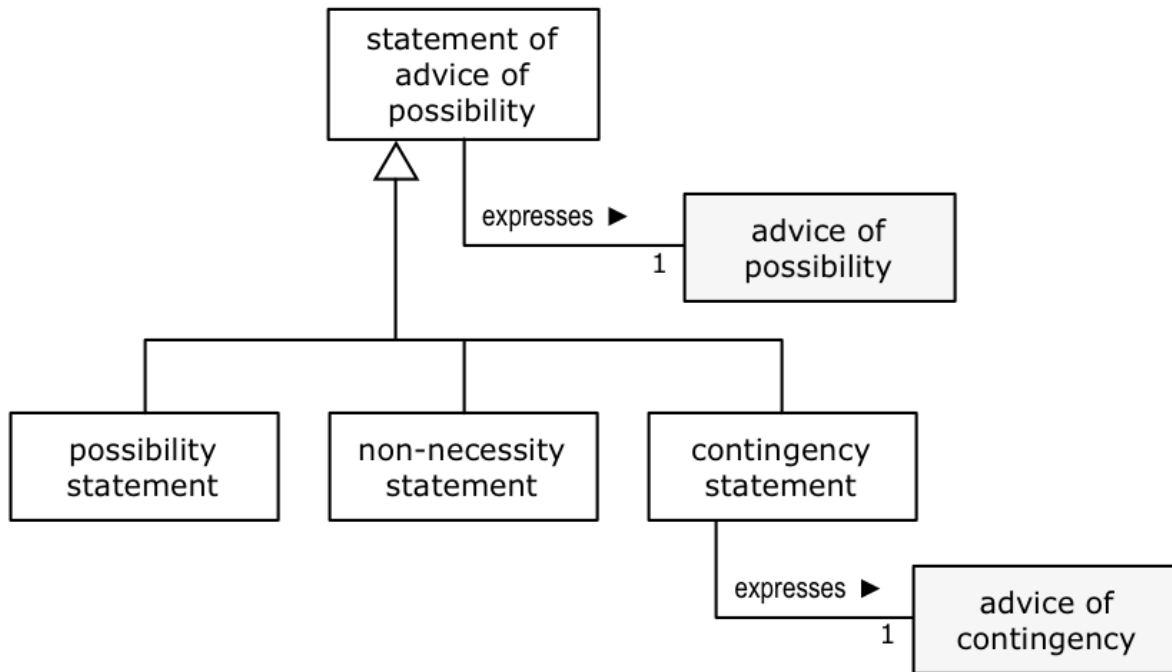 statement of
advice of
possibility
expresses ►
1
advice of
possibility
possibility
statement
non-necessity
statement
contingency
statement
expresses ►
1
advice of
contingency